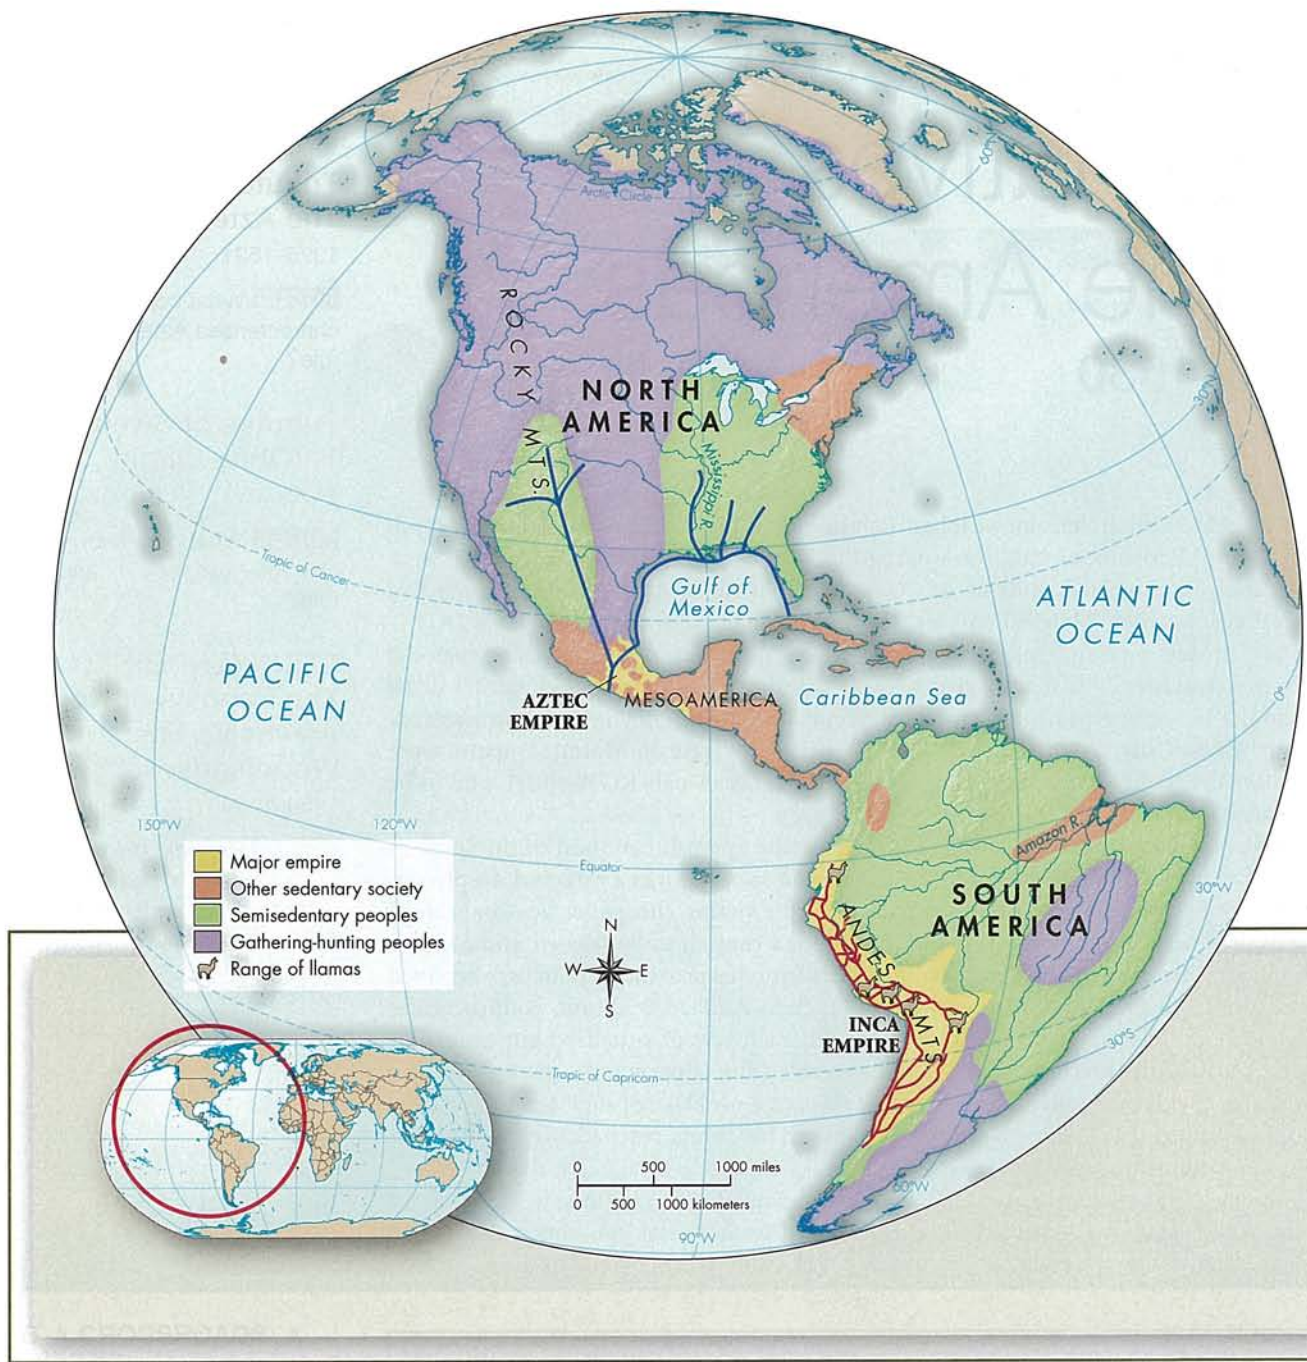 60°W
Arctic Circle
ROCKY MTS.
NORTH
AMERICA
30°W
Mississippi R.
Tropic of Cancer
Gulf of
Mexico
ATLANTIC
OCEAN
PACIFIC
OCEAN
AZTEC
EMPIRE
MESOAMERICA
Caribbean Sea
0°
150°W
120°W
Amazon R.
Equator
Major empire
Other sedentary society
Semisedentary peoples
Gathering-hunting peoples
Range of llamas
SOUTH
AMERICA
30°W
ANDES MTS
N
W
E
S
INCA
EMPIRE
30°S
Tropic of Capricorn
0 500 1000 miles
0 500 1000 kilometers
60°W
90°W